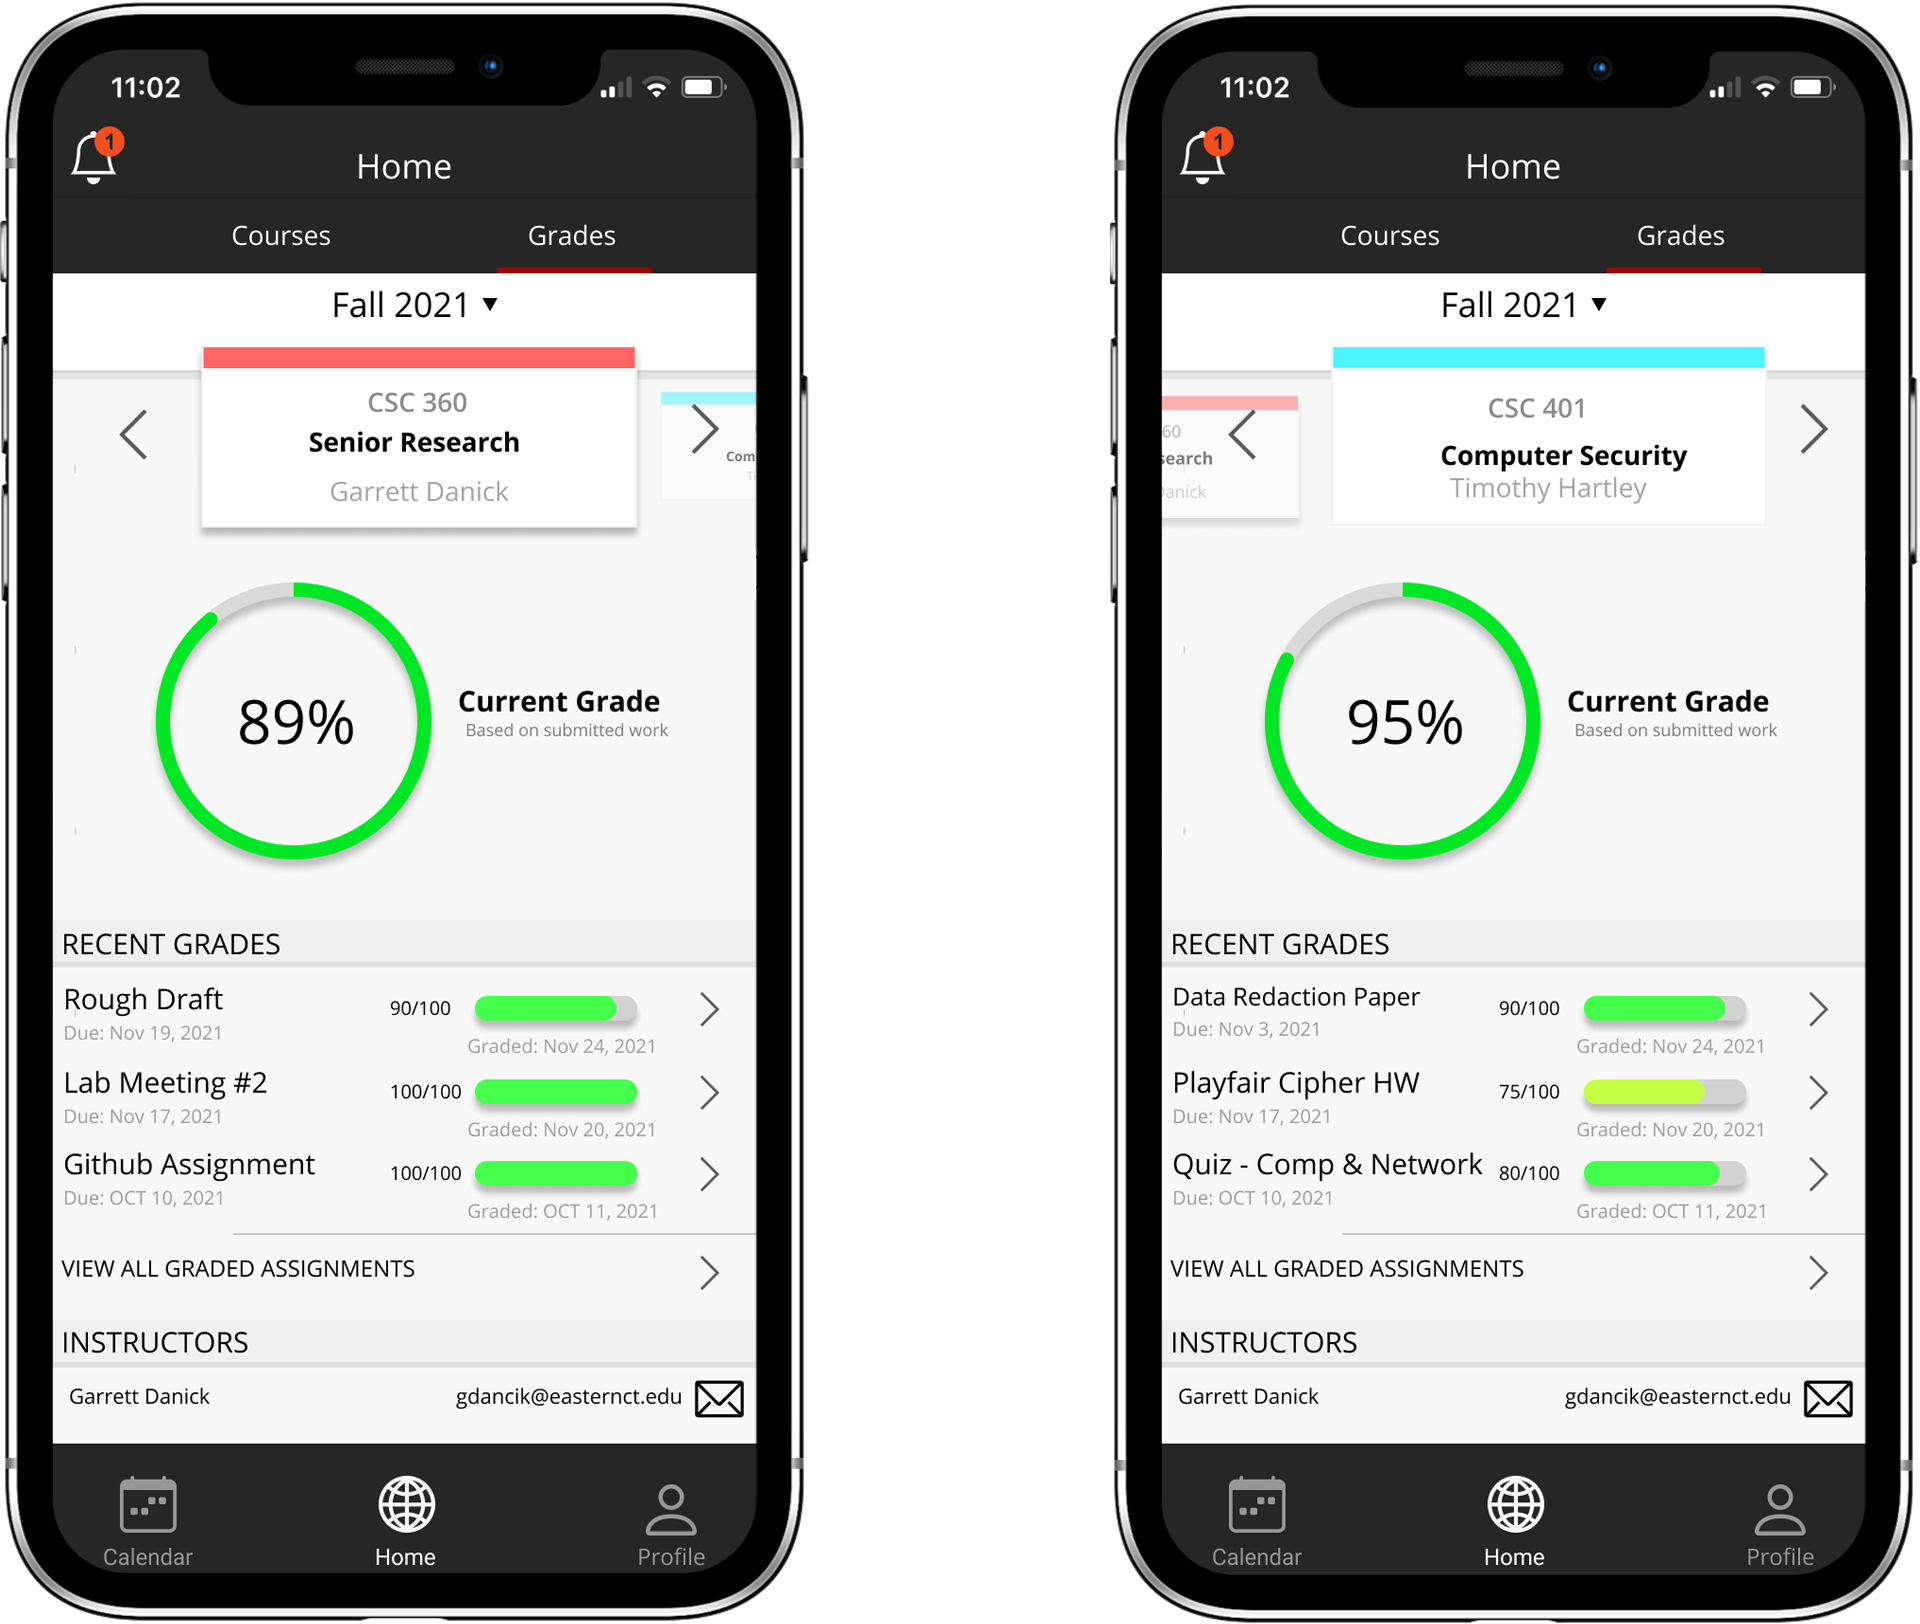 11:02
1
Home
Courses Grades
Fall 2021
CSC 360
Senior Research
Garrett Danick
Com
89%
Current Grade
Based on submitted work
RECENT GRADES
Rough Draft 90/100
Due: Nov 19, 2021 Graded: Nov 24, 2021
Lab Meeting #2 100/100
Due: Nov 17, 2021 Graded: Nov 20, 2021
Github Assignment 100/100
Due: OCT 10, 2021 Graded: OCT 11, 2021
VIEW ALL GRADED ASSIGNMENTS
INSTRUCTORS
Garrett Danick gdancik@easternct.edu
Calendar Home Profile
11:02
1
Home
Courses Grades
Fall 2021
60
search
Danick
CSC 401
Computer Security
Timothy Hartley
95%
Current Grade
Based on submitted work
RECENT GRADES
Data Redaction Paper 90/100
Due: Nov 3, 2021 Graded: Nov 24, 2021
Playfair Cipher HW 75/100
Due: Nov 17, 2021 Graded: Nov 20, 2021
Quiz - Comp & Network 80/100
Due: OCT 10, 2021 Graded: OCT 11, 2021
VIEW ALL GRADED ASSIGNMENTS
INSTRUCTORS
Garrett Danick gdancik@easternct.edu
Calendar Home Profile